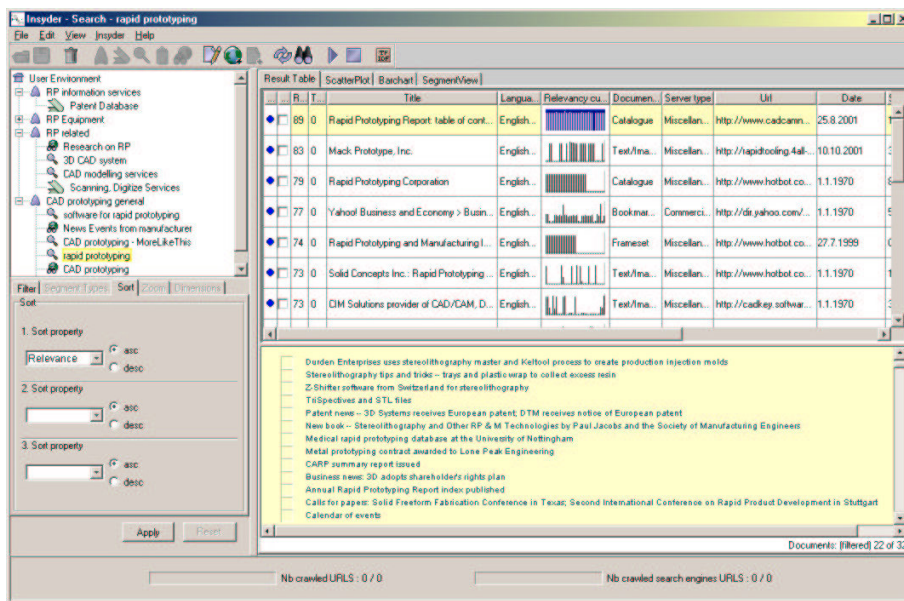 Insyder - Search - rapid prototyping
File Edit View Insyder Help
User Environment
RP information services
Patent Database
RP Equipment
RP related
Research on RP
3D CAD system
CAD modelling services
Scanning, Digitize Services
CAD prototyping general
software for rapid prototyping
News Events from manufacturer
CAD prototyping - MoreLikeThis
rapid prototyping
CAD prototyping
Filter Segment Types Sort Zoom Dimensions
Sort
1. Sort property
Relevance asc
desc
2. Sort property
asc
desc
3. Sort property
asc
desc
Apply Reset
Result Table ScatterPlot Barchart SegmentView
... ... R... T... Title Langua... Relevancy cu... Documen... Server type Url Date
89 0 Rapid Prototyping Report: table of cont... English... Catalogue Miscellan... http://www.cadcamn... 25.8.2001
83 0 Mack Prototype, Inc. English... Text/Ima... Miscellan... http://rapidtooling.4all-... 10.10.2001
79 0 Rapid Prototyping Corporation English... Catalogue Miscellan... http://www.hotbot.co... 1.1.1970
77 0 Yahoo! Business and Economy > Busin... English... Bookmar... Commerci... http://dir.yahoo.com/... 1.1.1970
74 0 Rapid Prototyping and Manufacturing I... English... Frameset Miscellan... http://www.hotbot.co... 27.7.1999
73 0 Solid Concepts Inc.: Rapid Prototyping ... English... Text/Ima... Miscellan... http://www.hotbot.co... 1.1.1970
73 0 CIM Solutions provider of CAD/CAM, D... English... Text/Ima... Miscellan... http://cadkey.softwar... 1.1.1970
Durden Enterprises uses stereolithography master and Keltool process to create production injection molds
Stereolithography tips and tricks -- trays and plastic wrap to collect excess resin
Z-Shifter software from Switzerland for stereolithography
TriSpectives and STL files
Patent news -- 3D Systems receives European patent; DTM receives notice of European patent
New book -- Stereolithography and Other RP & M Technologies by Paul Jacobs and the Society of Manufacturing Engineers
Medical rapid prototyping database at the University of Nottingham
Metal prototyping contract awarded to Lone Peak Engineering
CARP summary report issued
Business news: 3D adopts shareholder's rights plan
Annual Rapid Prototyping Report index published
Calls for papers: Solid Freeform Fabrication Conference in Texas; Second International Conference on Rapid Product Development in Stuttgart
Calendar of events
Documents: (filtered) 22 of 32
Nb crawled URLS : 0 / 0 Nb crawled search engines URLS : 0 / 0